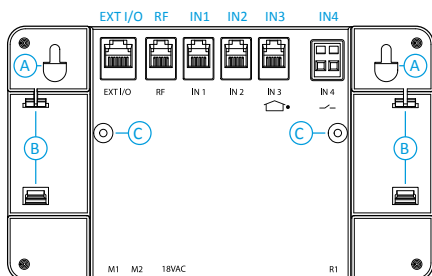 EXT I/O RF IN1 IN2 IN3 IN4
A A
EXT I/O RF IN 1 IN 2 IN 3 IN 4
C C
B B
M1 M2 18VAC R1